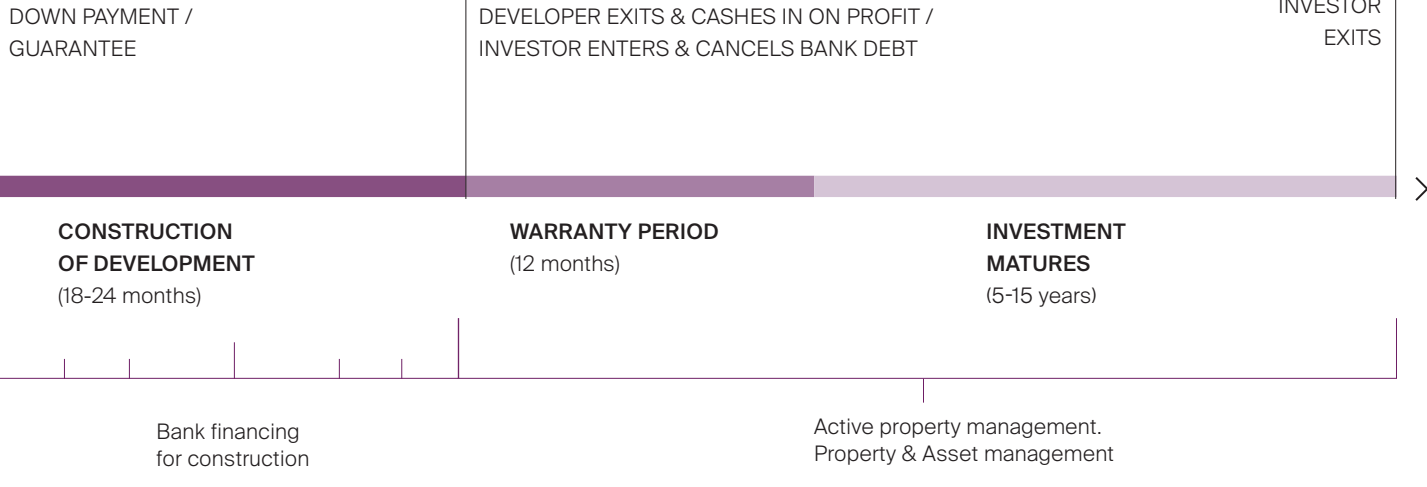 DOWN PAYMENT /
GUARANTEE
DEVELOPER EXITS & CASHES IN ON PROFIT /
INVESTOR ENTERS & CANCELS BANK DEBT
INVESTOR
EXITS
CONSTRUCTION
OF DEVELOPMENT
(18-24 months)
WARRANTY PERIOD
(12 months)
INVESTMENT
MATURES
(5-15 years)
Bank financing
for construction
Active property management.
Property & Asset management